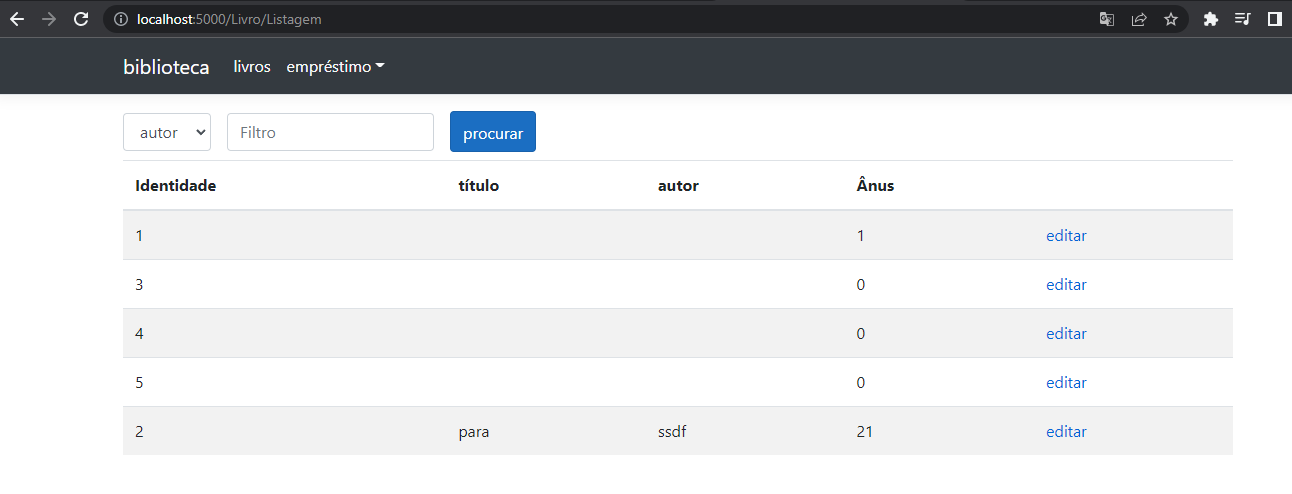 localhost:5000/Livro/Listagem
biblioteca livros empréstimo
autor Filtro procurar
Identidade título autor Ânus
1 1 editar
3 0 editar
4 0 editar
5 0 editar
2 para ssdf 21 editar